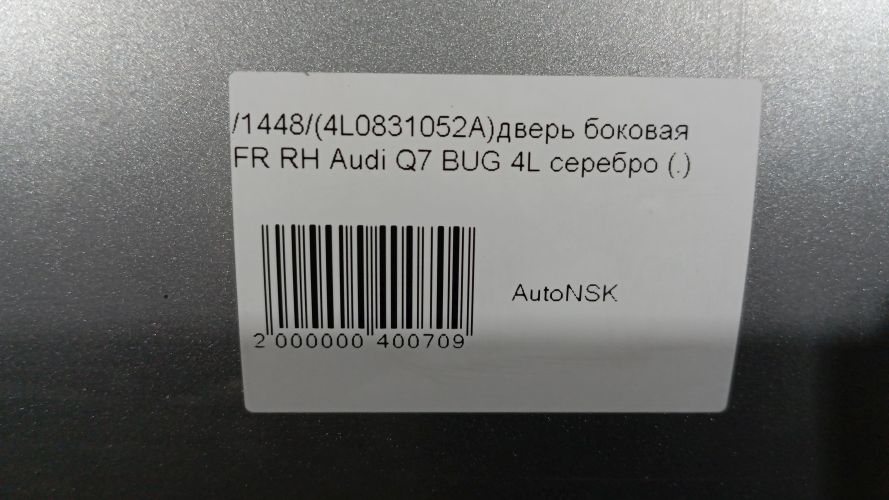 /1448/(4L0831052A)дверь боковая
FR RH Audi Q7 BUG 4L серебро (.)
AutoNSK
2 000000 400709